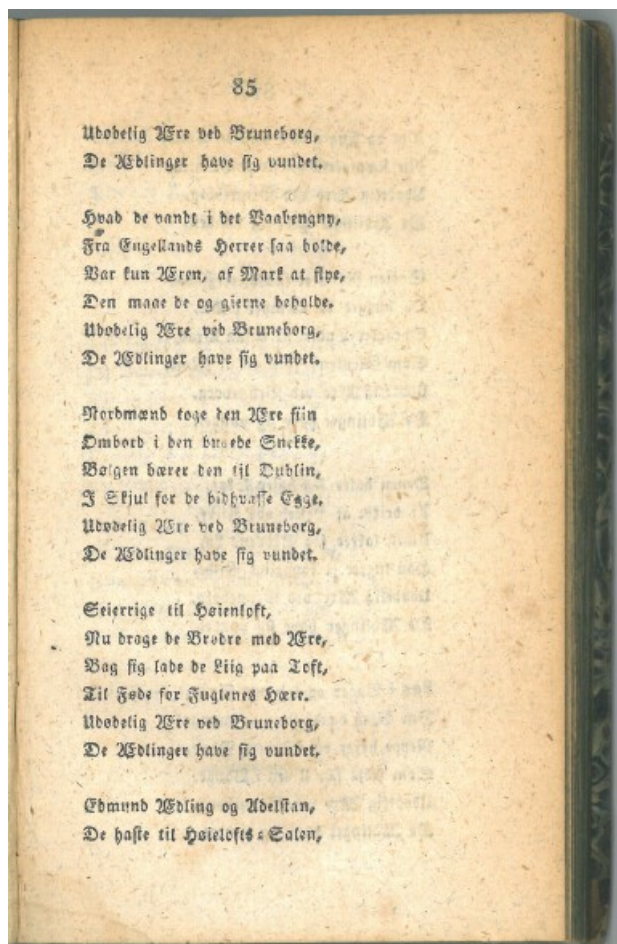 85
Udødelig Ære ved Bruneborg,
De Ædlinger have sig vundet.
Hvad de vandt i det Vaabengny,
Fra Engellands Herrer saa bolde,
Var kun Æren, af Mark at flye,
Den maae de og gierne beholde.
Udødelig Ære ved Bruneborg,
De Ædlinger have sig vundet.
Nordmænd toge den Ære fiin
Ombord i den bugede Snekke,
Bølgen bærer den til Dublin,
I Skjul for de bidhvasse Egge.
Udødelig Ære ved Bruneborg,
De Ædlinger have sig vundet.
Seierrige til Høienloft,
Nu drage de Brødre med Ære,
Bag sig lade de Liig paa Toft,
Til Føde for Fuglenes Hære.
Udødelig Ære ved Bruneborg,
De Ædlinger have sig vundet.
Edmund Ædling og Adelstan,
De haste til Høielofts-Salen,